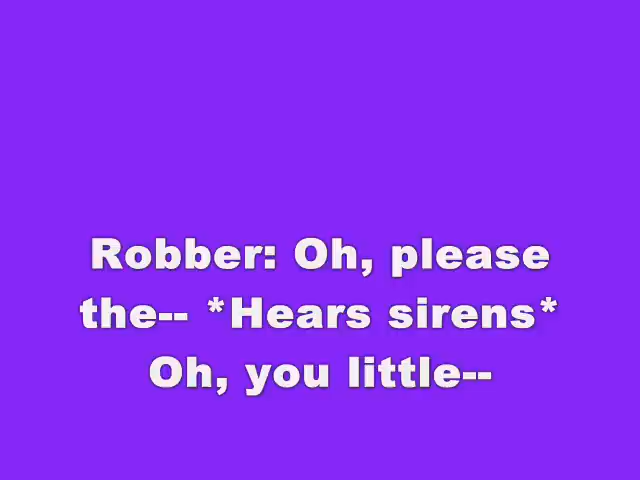 Robber: Oh, please
the-- *Hears sirens*
Oh, you little--